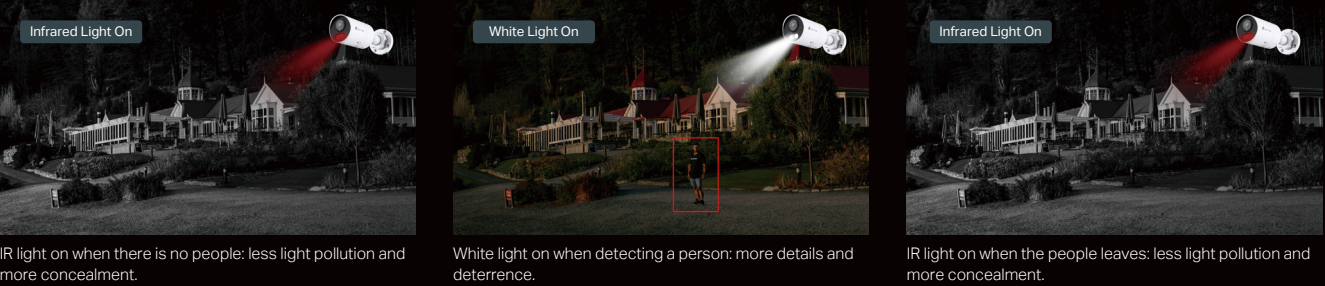 Infrared Light On
IR light on when there is no people: less light pollution and
more concealment.
White Light On
White light on when detecting a person: more details and
deterrence.
Infrared Light On
IR light on when the people leaves: less light pollution and
more concealment.